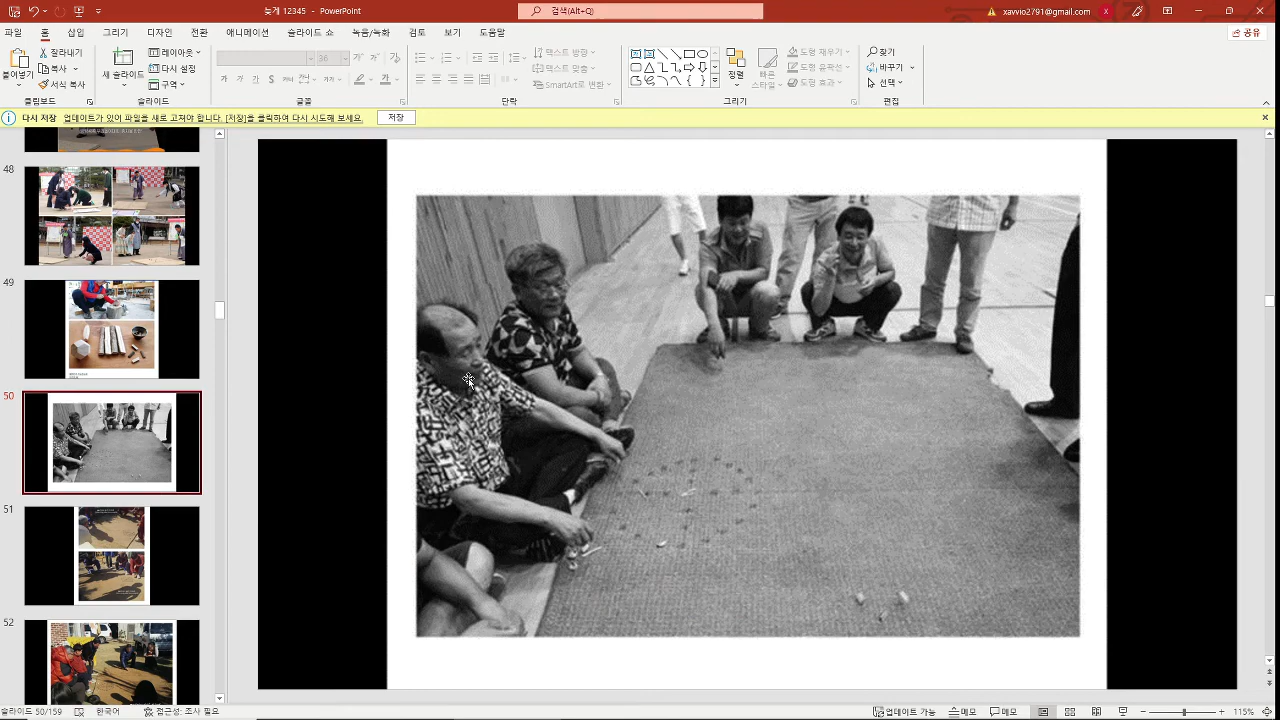 늦게 12345 - PowerPoint
검색(Alt+Q)
xavvio2791@gmail.com
X
파일 홈 삽입 그리기 디자인 전환 애니메이션 슬라이드 쇼 녹음/녹화 검토 보기 도움말
공유
붙여넣기
잘라내기
복사
서식 복사
클립보드
새 슬라이드
레이아웃
다시 설정
구역
슬라이드
36
글꼴
텍스트 방향
텍스트 맞춤
SmartArt로 변환
단락
정렬
빠른 스타일
도형 채우기
도형 윤곽선
도형 효과
그리기
찾기
바꾸기
선택
편집
다시 저장 업데이트가 있어 파일을 새로 고쳐야 합니다. [저장]을 클릭하여 다시 시도해 보세요. 저장
48
49
50
51
52
슬라이드 50/159 한국어 접근성: 조사 필요
업데이트 가능 메모 메모 115%